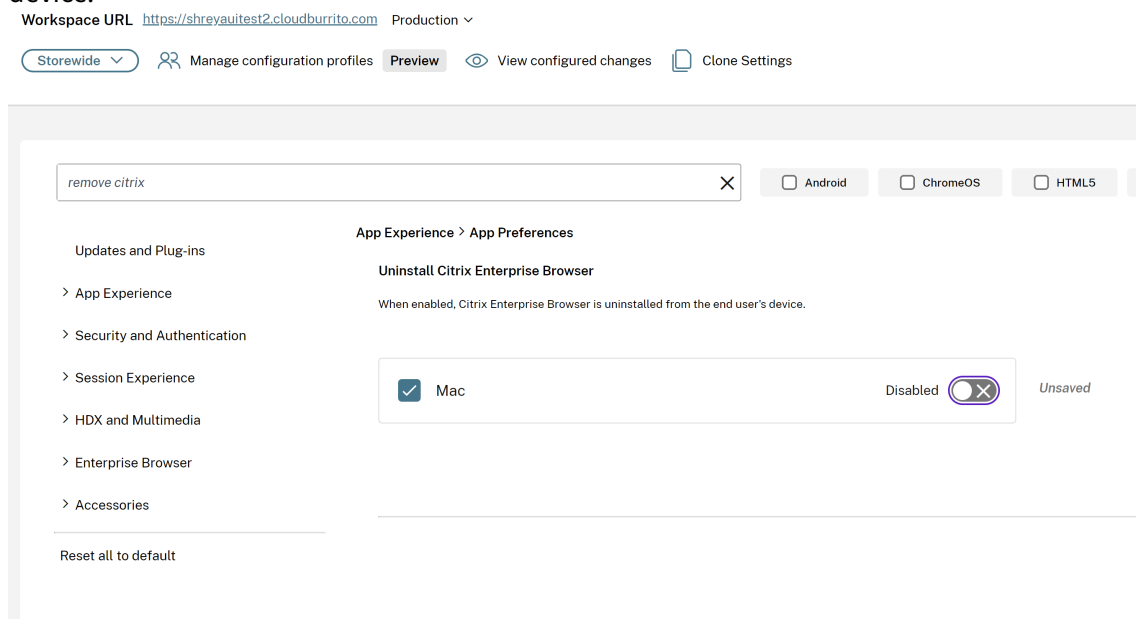 device.
Workspace URL https://shreyauitest2.cloudburrito.com Production
Storewide Manage configuration profiles Preview View configured changes Clone Settings
remove citrix Android ChromeOS HTML5
App Experience > App Preferences
Updates and Plug-ins
Uninstall Citrix Enterprise Browser
App Experience
When enabled, Citrix Enterprise Browser is uninstalled from the end user's device.
Security and Authentication
Session Experience
Mac Disabled Unsaved
HDX and Multimedia
Enterprise Browser
Accessories
Reset all to default